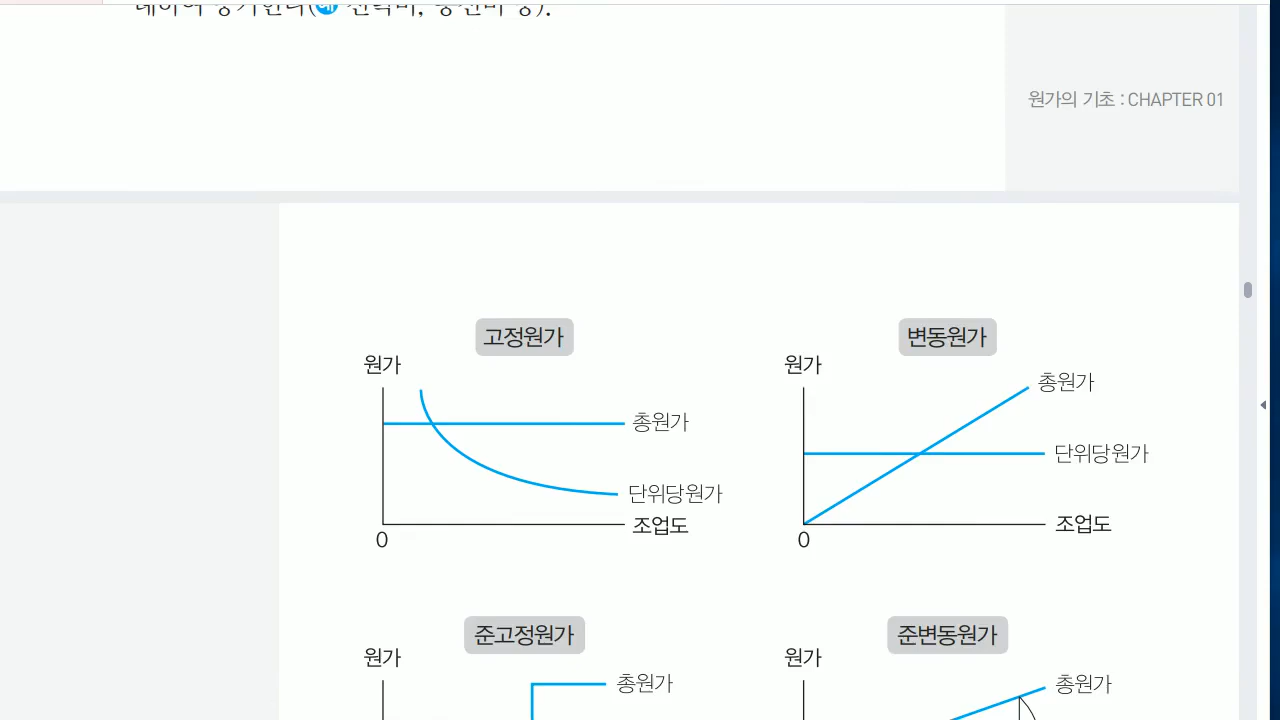 원가의 기초 : CHAPTER 01
고정원가
원가
총원가
단위당원가
조업도
0
변동원가
원가
총원가
단위당원가
조업도
0
준고정원가
원가
총원가
준변동원가
원가
총원가